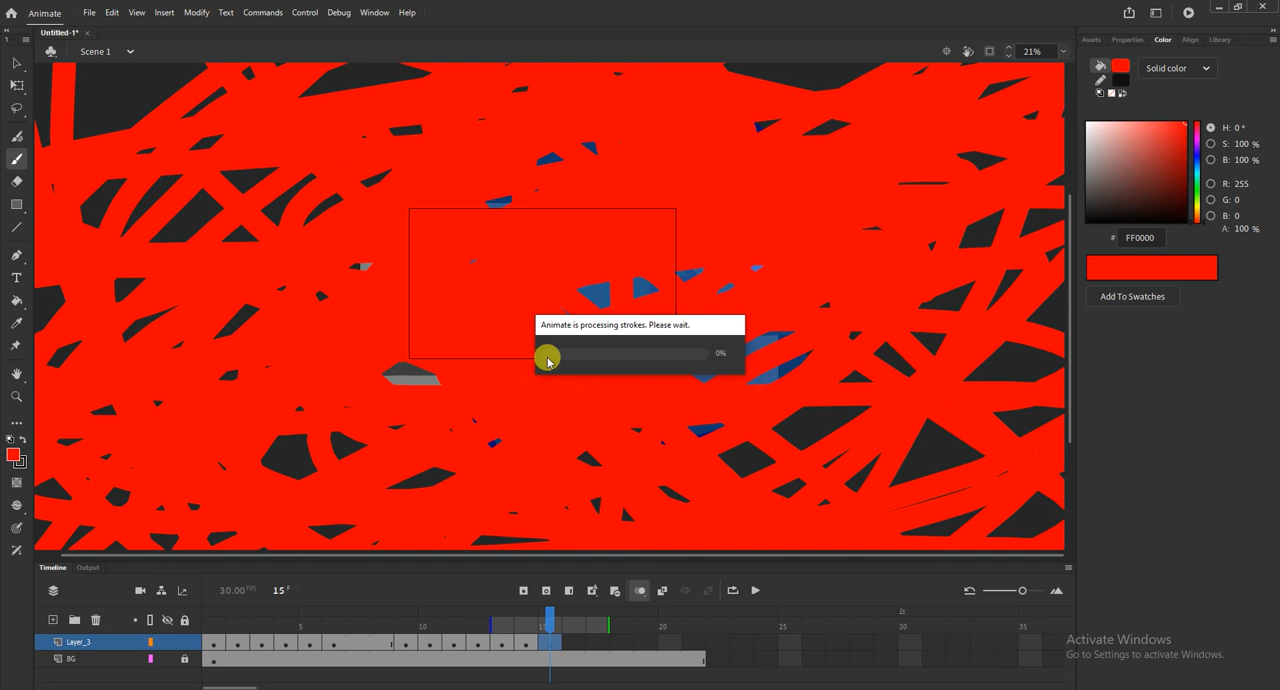 Animate File Edit View Insert Modify Text Commands Control Debug Window Help
Untitled-1* ×
Scene 1 21%
Assets Properties Color Align Library
Solid color
H: 0 °
S: 100 %
B: 100 %
R: 255
G: 0
B: 0
A: 100 %
# FF0000
Add To Swatches
Animate is processing strokes. Please wait.
0%
Timeline Output
30.00 FPS 15 F
1s
5 10 15 20 25 30 35
Layer_3
BG
Activate Windows
Go to Settings to activate Windows.